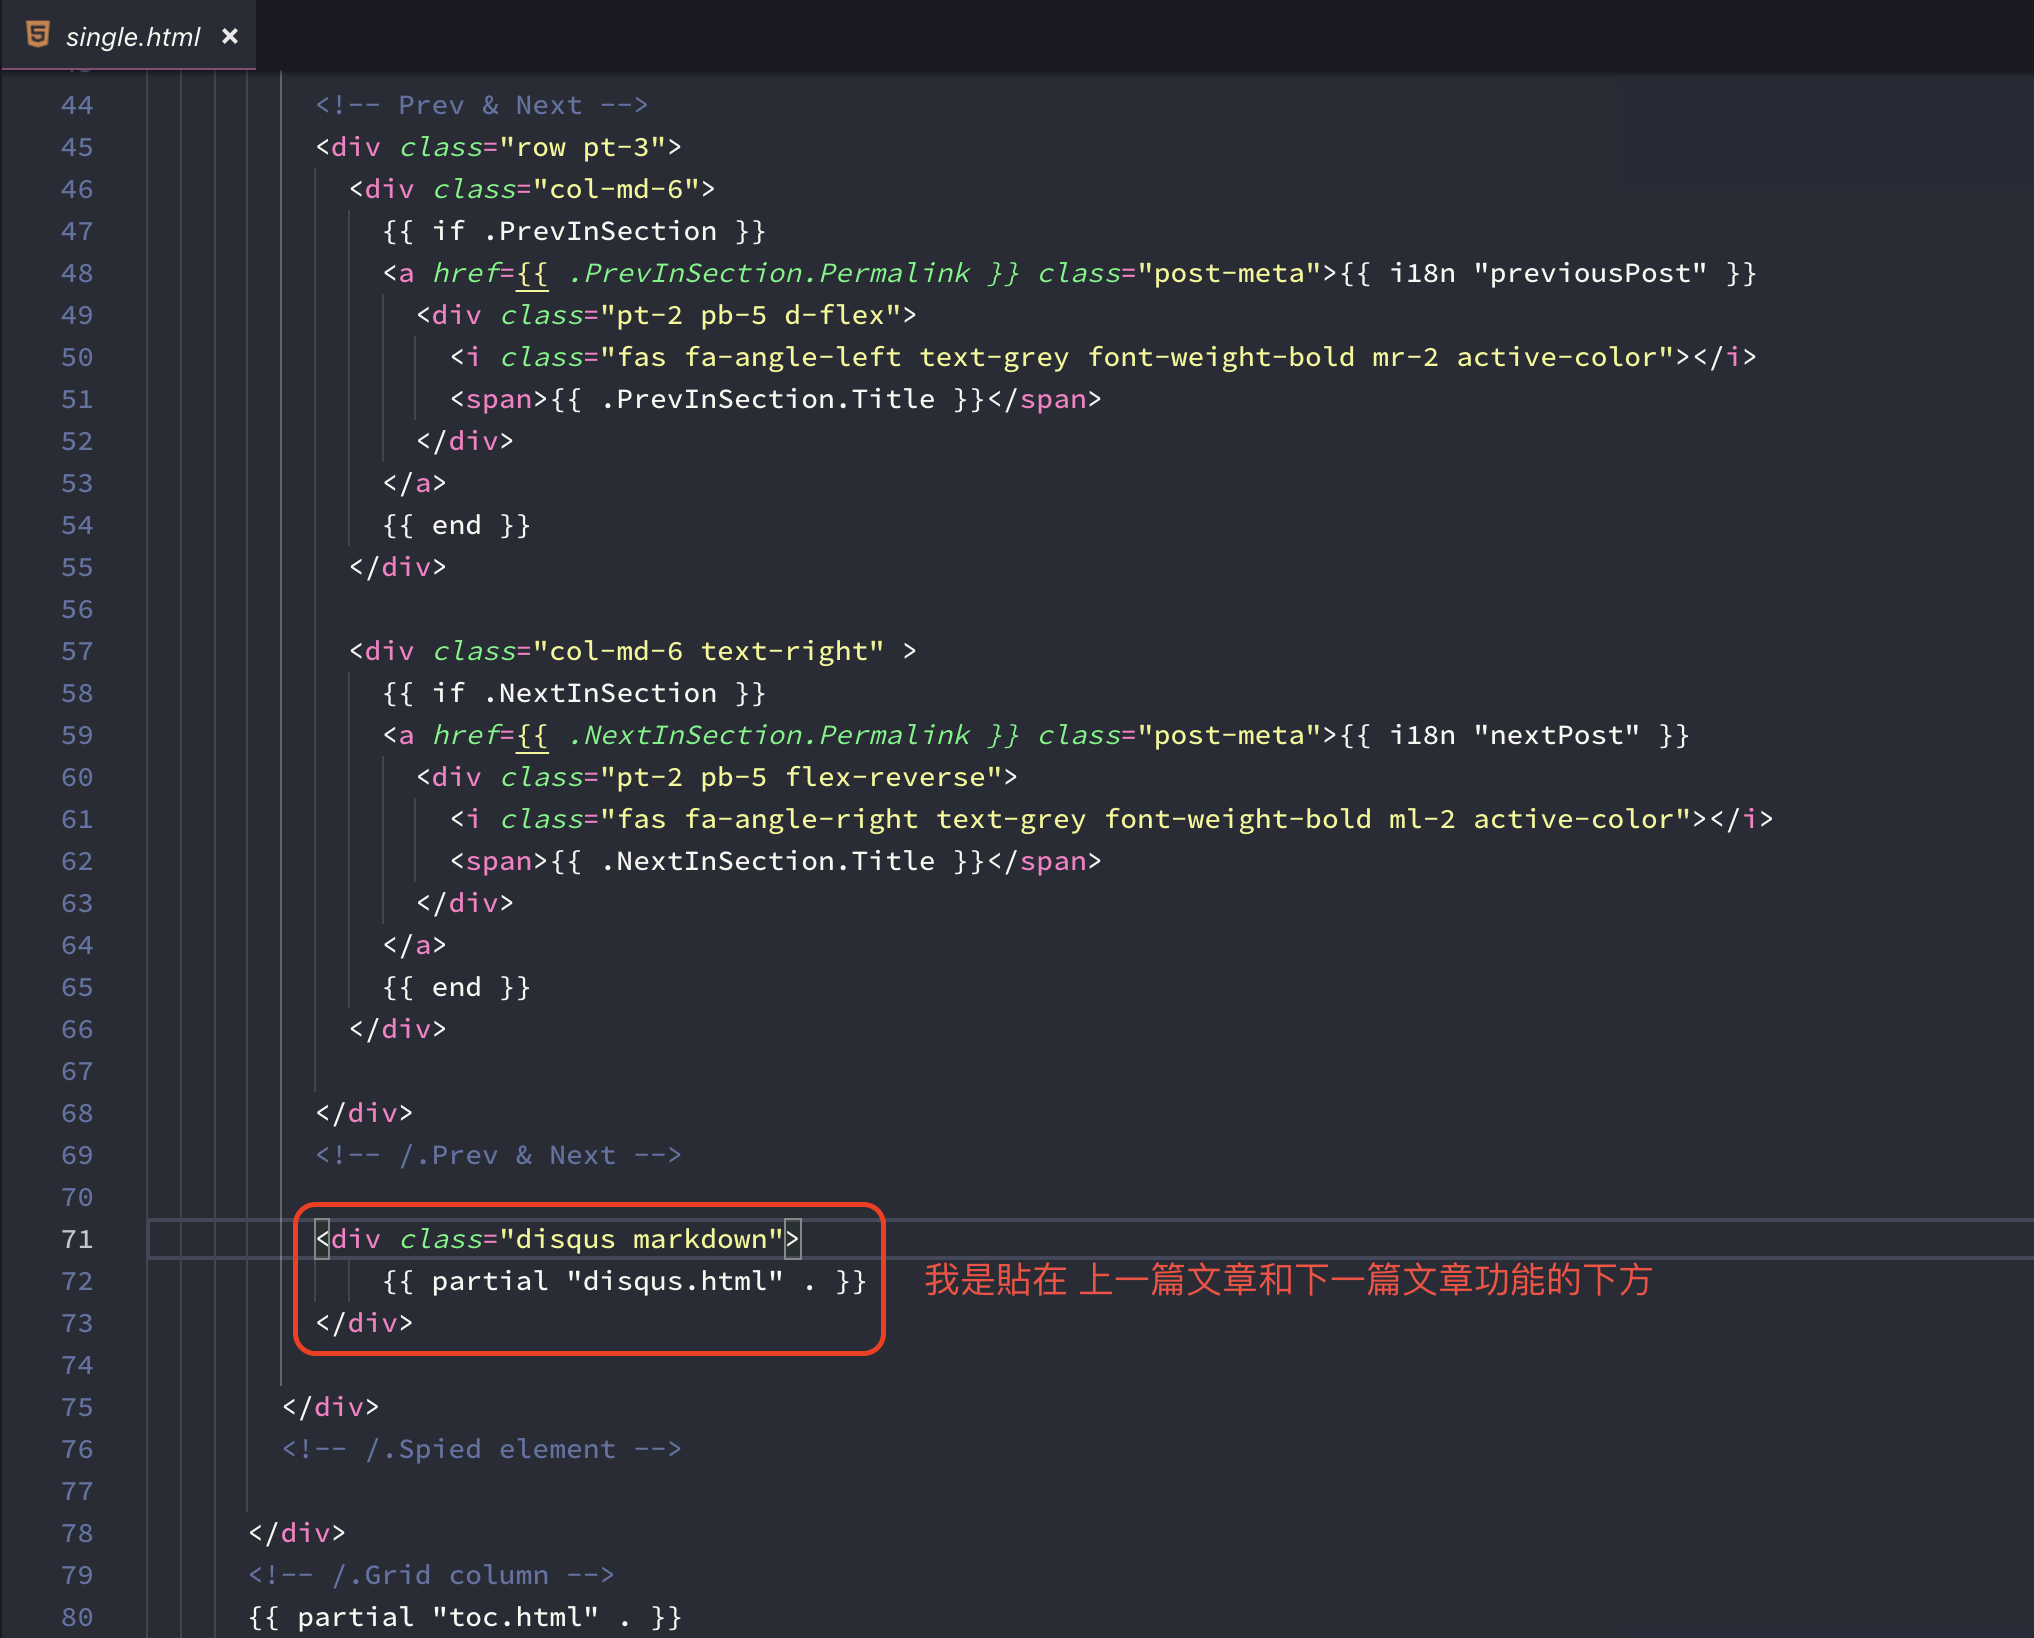 single.html ×
44 <!-- Prev & Next -->
45 <div class="row pt-3">
46 <div class="col-md-6">
47 {{ if .PrevInSection }}
48 <a href={{ .PrevInSection.Permalink }} class="post-meta">{{ i18n "previousPost" }}
49 <div class="pt-2 pb-5 d-flex">
50 <i class="fas fa-angle-left text-grey font-weight-bold mr-2 active-color"></i>
51 <span>{{ .PrevInSection.Title }}</span>
52 </div>
53 </a>
54 {{ end }}
55 </div>
56
57 <div class="col-md-6 text-right" >
58 {{ if .NextInSection }}
59 <a href={{ .NextInSection.Permalink }} class="post-meta">{{ i18n "nextPost" }}
60 <div class="pt-2 pb-5 flex-reverse">
61 <i class="fas fa-angle-right text-grey font-weight-bold ml-2 active-color"></i>
62 <span>{{ .NextInSection.Title }}</span>
63 </div>
64 </a>
65 {{ end }}
66 </div>
67
68 </div>
69 <!-- /.Prev & Next -->
70
71 <div class="disqus markdown">
72 {{ partial "disqus.html" . }} 我是貼在 上一篇文章和下一篇文章功能的下方
73 </div>
74
75 </div>
76 <!-- /.Spied element -->
77
78 </div>
79 <!-- /.Grid column -->
80 {{ partial "toc.html" . }}